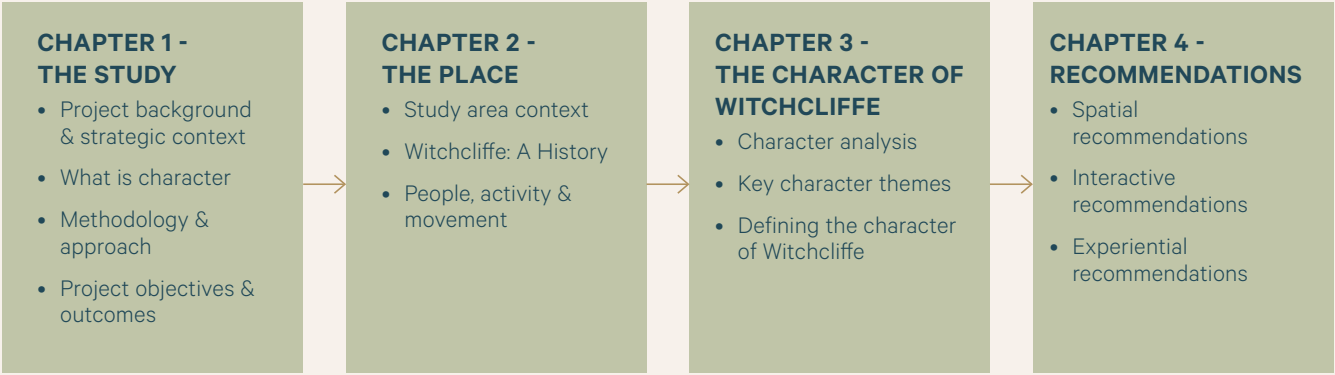 CHAPTER 1 -
THE STUDY
• Project background
& strategic context
• What is character
• Methodology &
approach
• Project objectives &
outcomes
CHAPTER 2 -
THE PLACE
• Study area context
• Witchcliffe: A History
• People, activity &
movement
CHAPTER 3 -
THE CHARACTER OF
WITCHCLIFFE
• Character analysis
• Key character themes
• Defining the character
of Witchcliffe
CHAPTER 4 -
RECOMMENDATIONS
• Spatial
recommendations
• Interactive
recommendations
• Experiential
recommendations